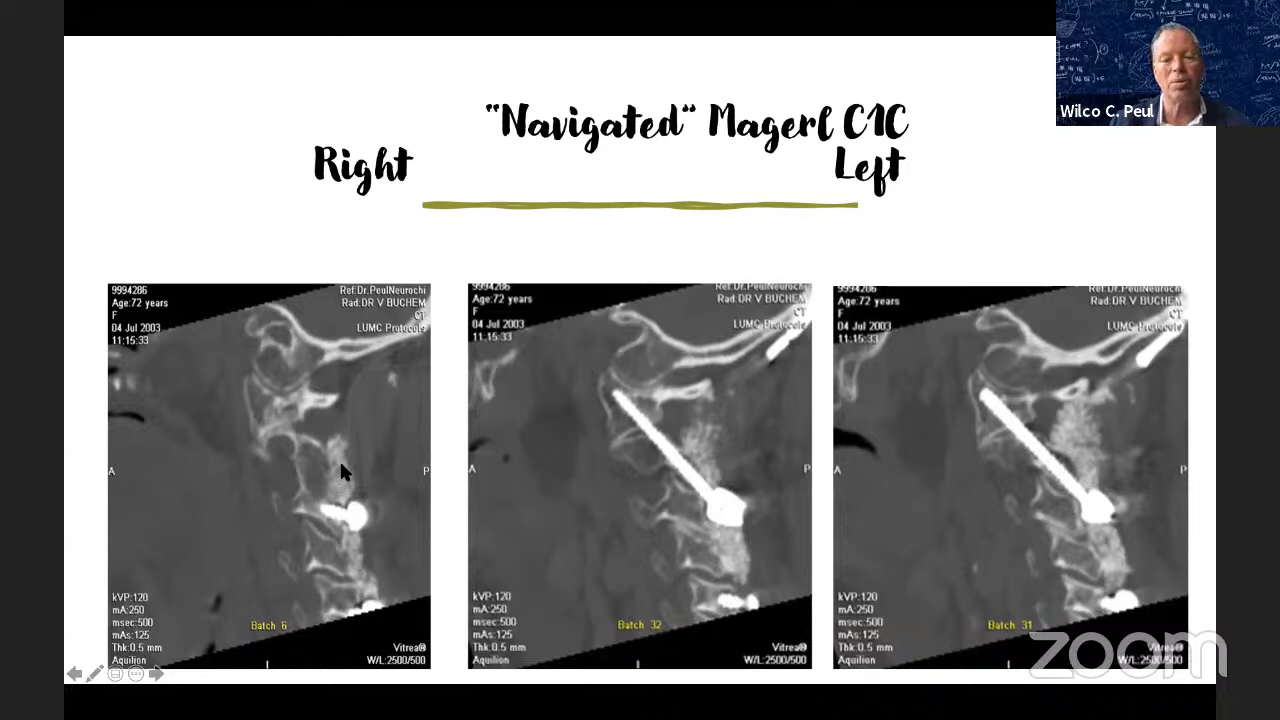 "Navigated" Magerl C1C
Right
Left
Wilco C. Peul
9994286
Age:72 years
F
04 Jul 2003
11:15:33
Ref:Dr.PeulNeurochi
Rad:DR V BUCHEM
CT
LUMC Protocols
A
P
kVP:120
mA:250
msec:500
mAs:125
Thk:0.5 mm
Aquilion
Batch 6
Vitrea®
W/L:2500/500
9994286
Age:72 years
F
04 Jul 2003
11:15:33
Ref:Dr.PeulNeurochi
Rad:DR V BUCHEM
CT
LUMC Protocols
A
P
kVP:120
mA:250
msec:500
mAs:125
Thk:0.5 mm
Aquilion
Batch 32
Vitrea®
W/L:2500/500
9994286
Age:72 years
F
04 Jul 2003
11:15:33
Ref:Dr.PeulNeurochi
Rad:DR V BUCHEM
CT
LUMC Protocols
A
P
kVP:120
mA:250
msec:500
mAs:125
Thk:0.5 mm
Aquilion
Batch 31
Vitrea®
W/L:2500/500
zoom